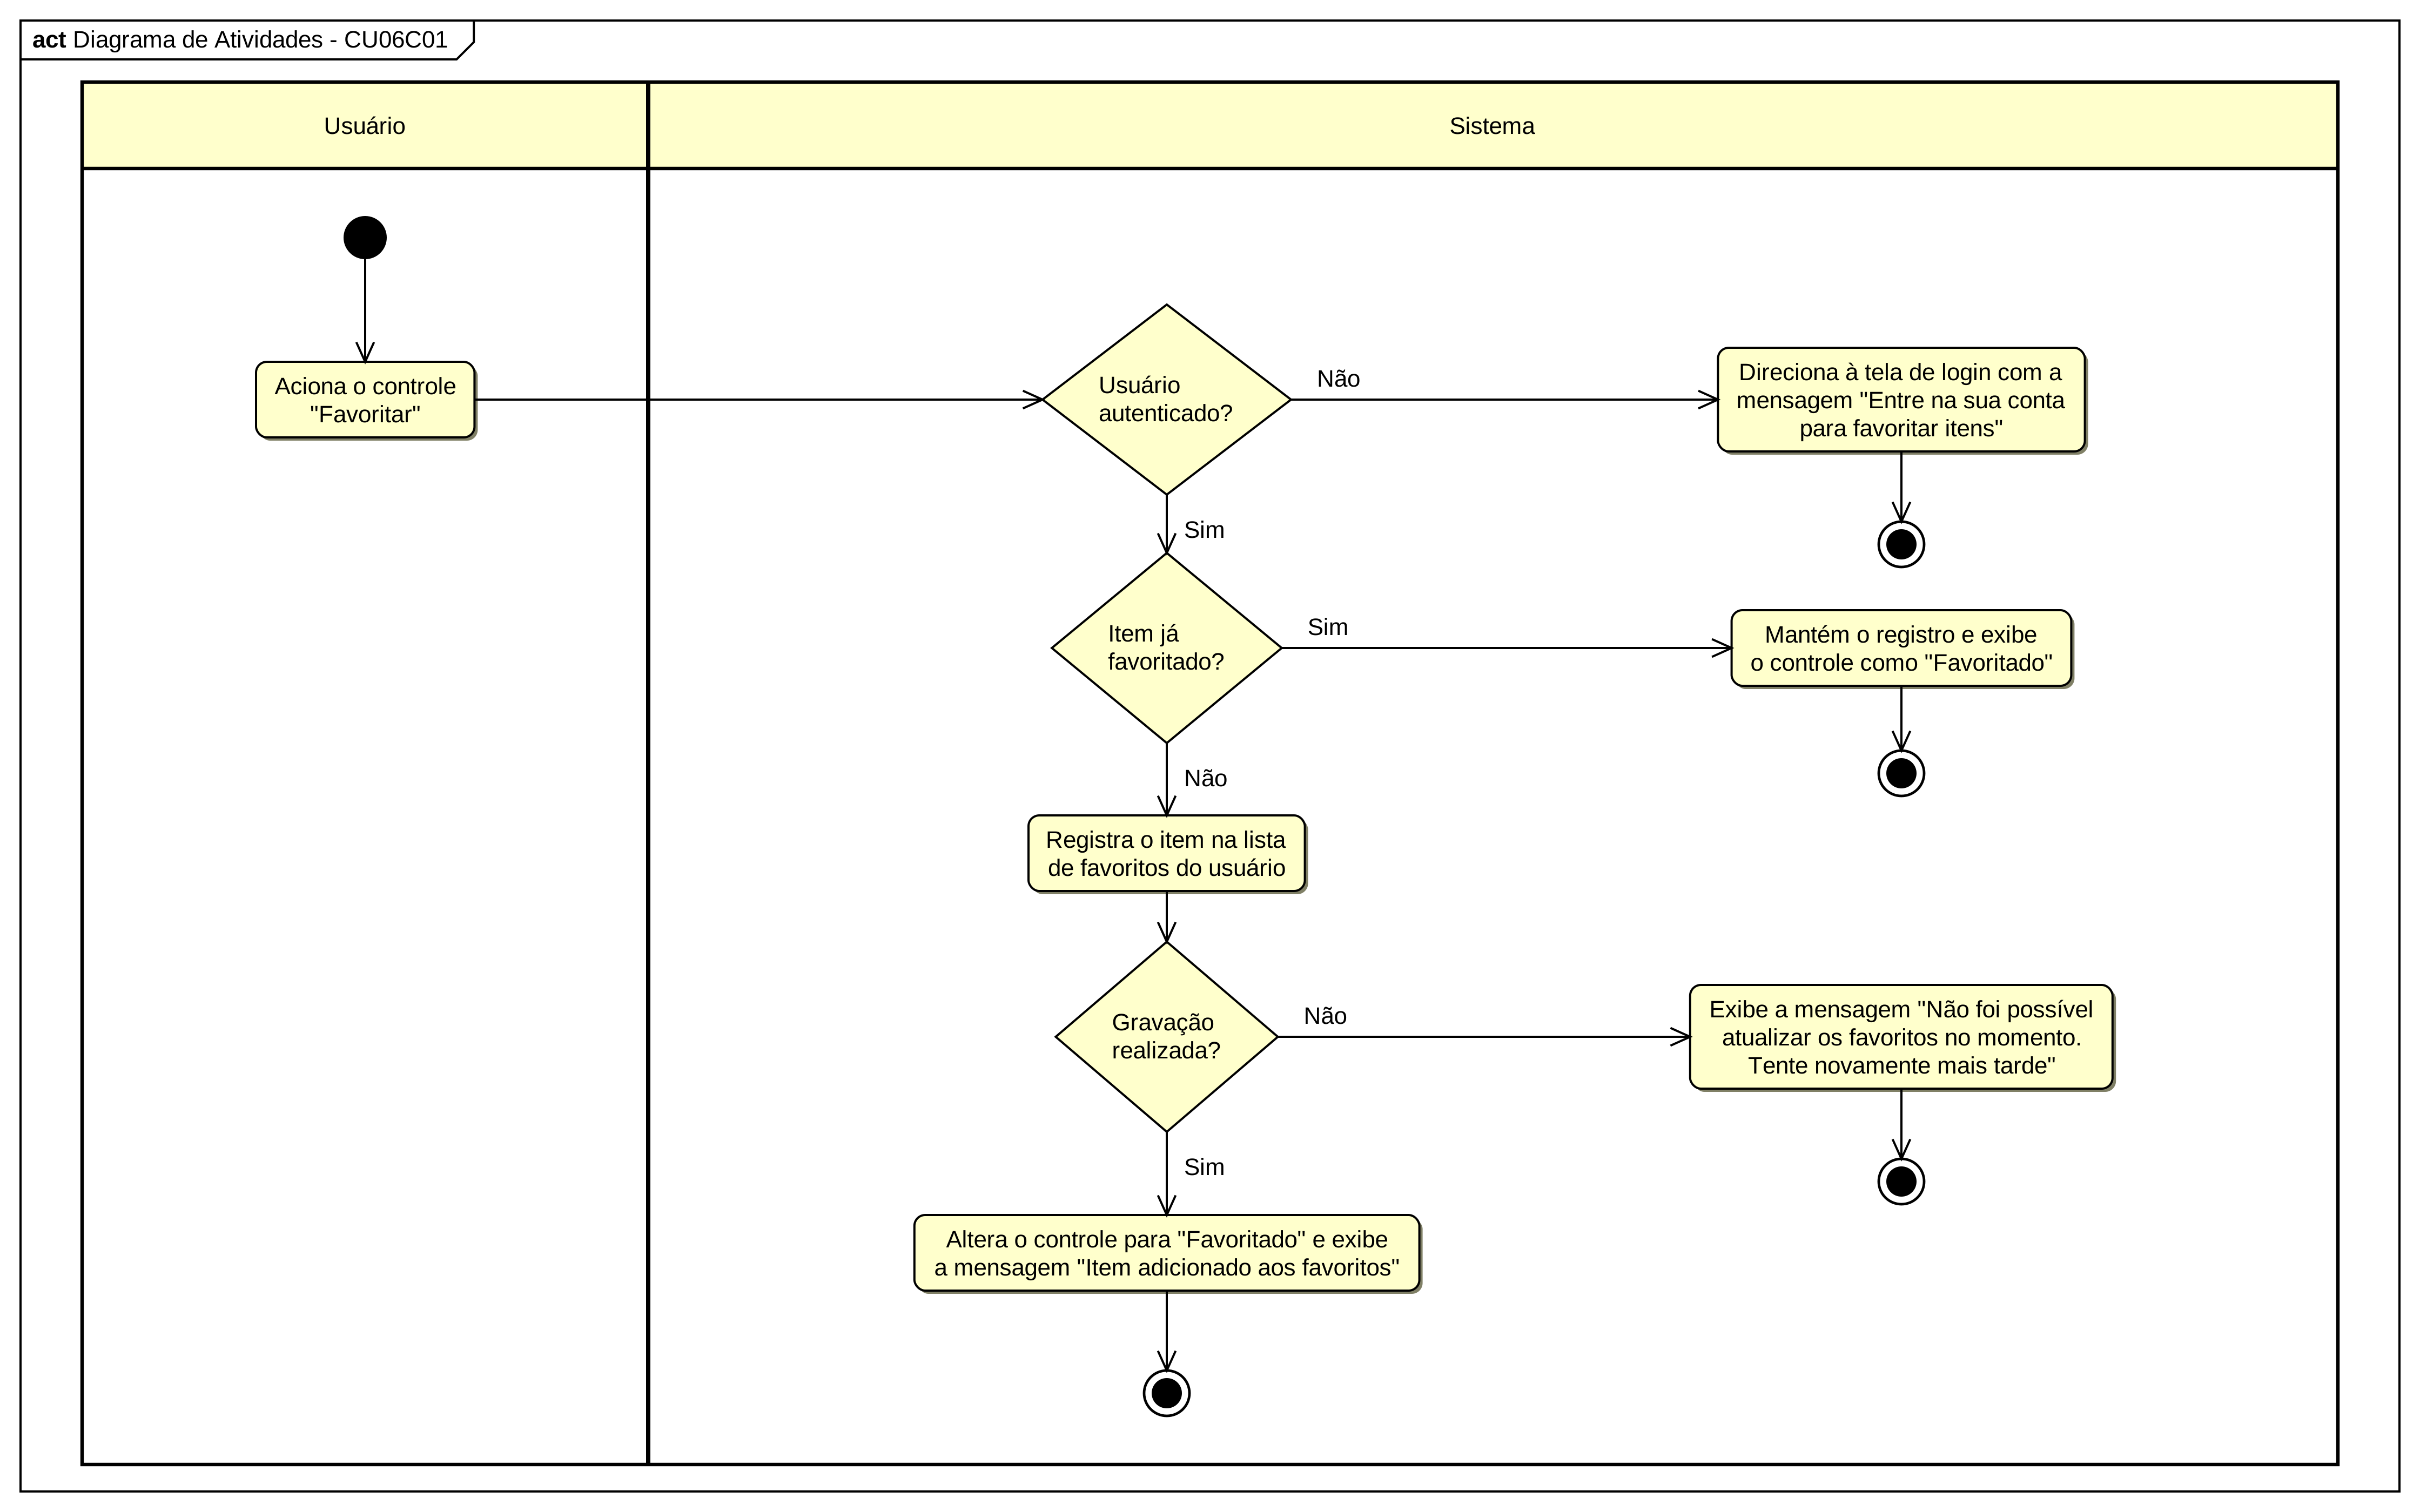 act Diagrama de Atividades - CU06C01
Usuário
Sistema
Aciona o controle
"Favoritar"
Usuário
autenticado?
Não
Direciona à tela de login com a
mensagem "Entre na sua conta
para favoritar itens"
Sim
Item já
favoritado?
Sim
Mantém o registro e exibe
o controle como "Favoritado"
Não
Registra o item na lista
de favoritos do usuário
Gravação
realizada?
Não
Exibe a mensagem "Não foi possível
atualizar os favoritos no momento.
Tente novamente mais tarde"
Sim
Altera o controle para "Favoritado" e exibe
a mensagem "Item adicionado aos favoritos"